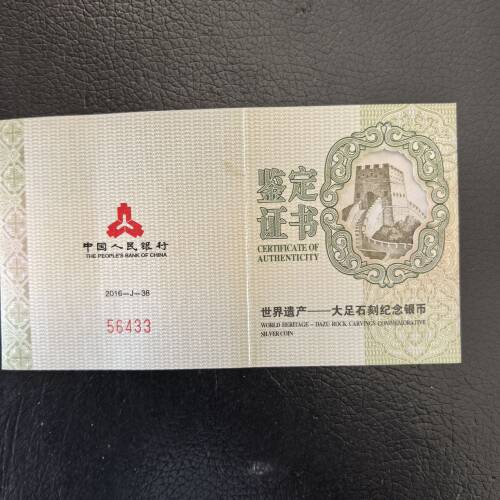 中国人民银行
THE PEOPLE'S BANK OF CHINA
2016—J—38
56433
鉴定
证书
CERTIFICATE OF
AUTHENTICITY
世界遗产——大足石刻纪念银币
WORLD HERITAGE - DAZU ROCK CARVINGS COMMEMORATIVE
SILVER COIN